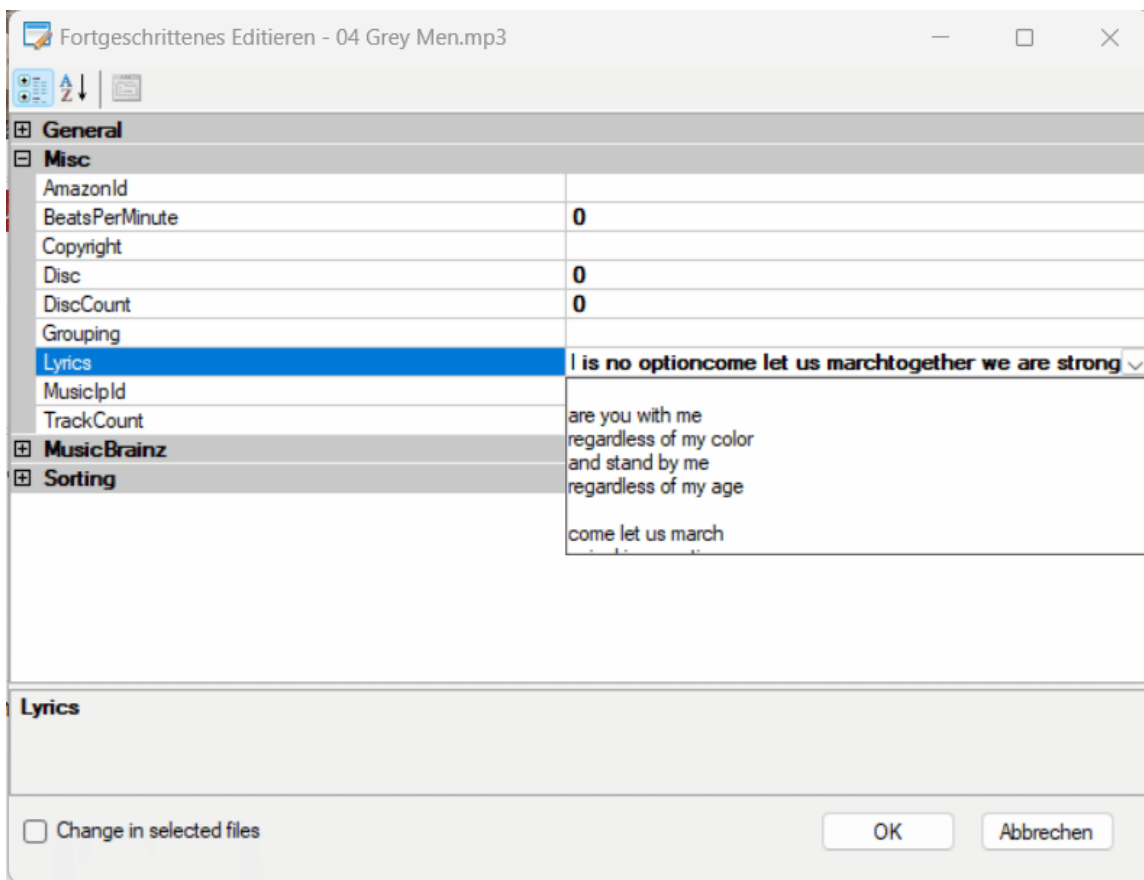 Fortgeschrittenes Editieren - 04 Grey Men.mp3
General
Misc
AmazonId
BeatsPerMinute 0
Copyright
Disc 0
DiscCount 0
Grouping
Lyrics l is no optioncome let us marchtogether we are strong
MusicIpId
are you with me
TrackCount
regardless of my color
MusicBrainz
and stand by me
Sorting
regardless of my age
come let us march
Lyrics
Change in selected files
OK Abbrechen